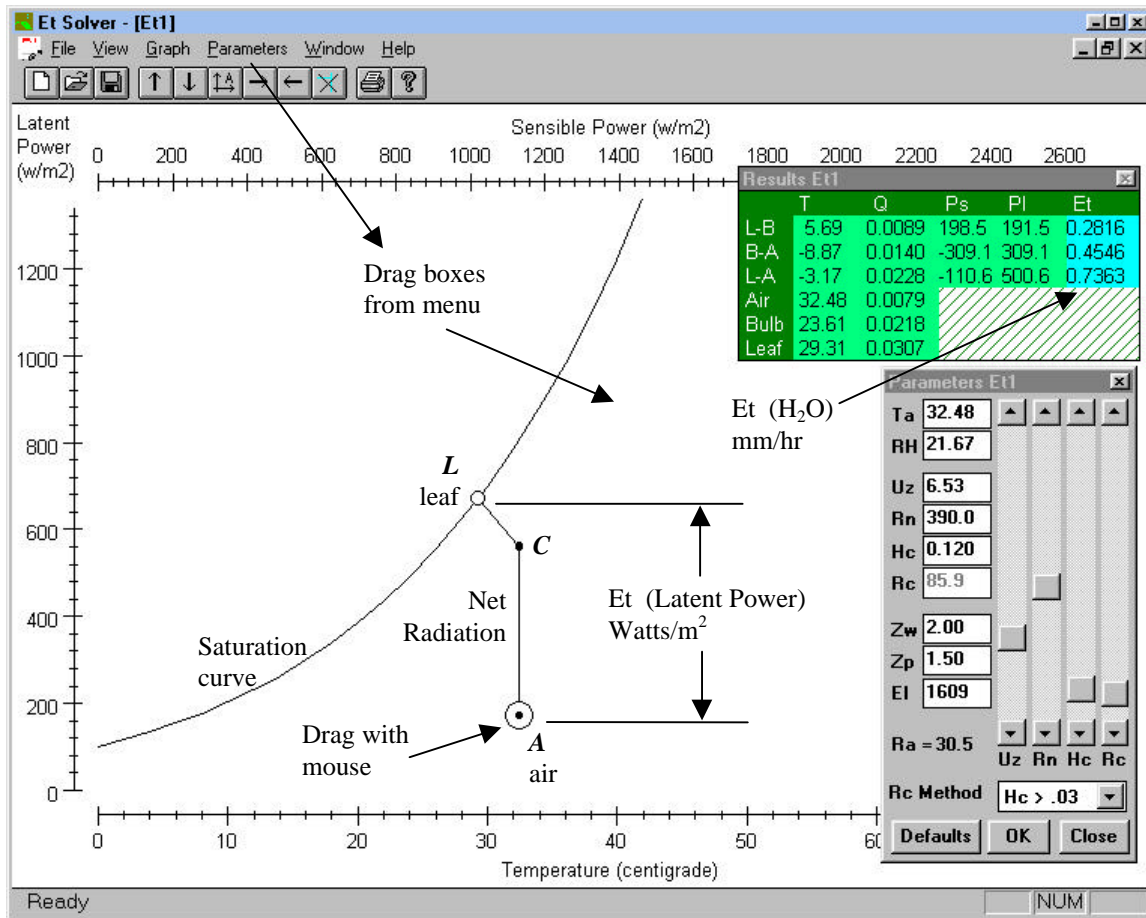 Et Solver - [Et1]
File View Graph Parameters Window Help
Latent
Power
(w/m2)
Sensible Power (w/m2)
0 200 400 600 800 1000 1200 1400 1600 1800 2000 2200 2400 2600
Results Et1
T Q Ps Pl Et
L-B 5.69 0.0089 198.5 191.5 0.2816
B-A -8.87 0.0140 -309.1 309.1 0.4546
L-A -3.17 0.0228 -110.6 500.6 0.7363
Air 32.48 0.0079
Bulb 23.61 0.0218
Leaf 29.31 0.0307
1200
1000
800
600
400
200
0
Drag boxes
from menu
Et (H2O)
mm/hr
L
leaf
C
Net
Radiation
Et (Latent Power)
Watts/m2
Saturation
curve
Drag with
mouse
A
air
Parameters Et1
Ta 32.48
RH 21.67
Uz 6.53
Rn 390.0
Hc 0.120
Rc 85.9
Zw 2.00
Zp 1.50
El 1609
Ra = 30.5
Uz Rn Hc Rc
Rc Method Hc > .03
Defaults OK Close
0 10 20 30 40 50 60
Temperature (centigrade)
Ready NUM